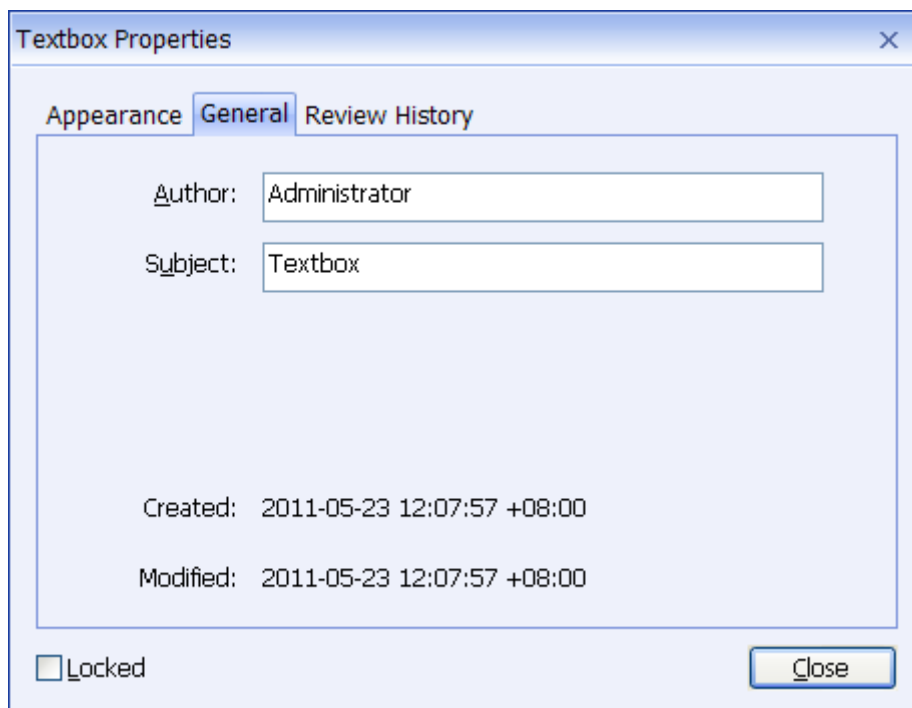 Textbox Properties
Appearance General Review History
Author: Administrator
Subject: Textbox
Created: 2011-05-23 12:07:57 +08:00
Modified: 2011-05-23 12:07:57 +08:00
Locked Close